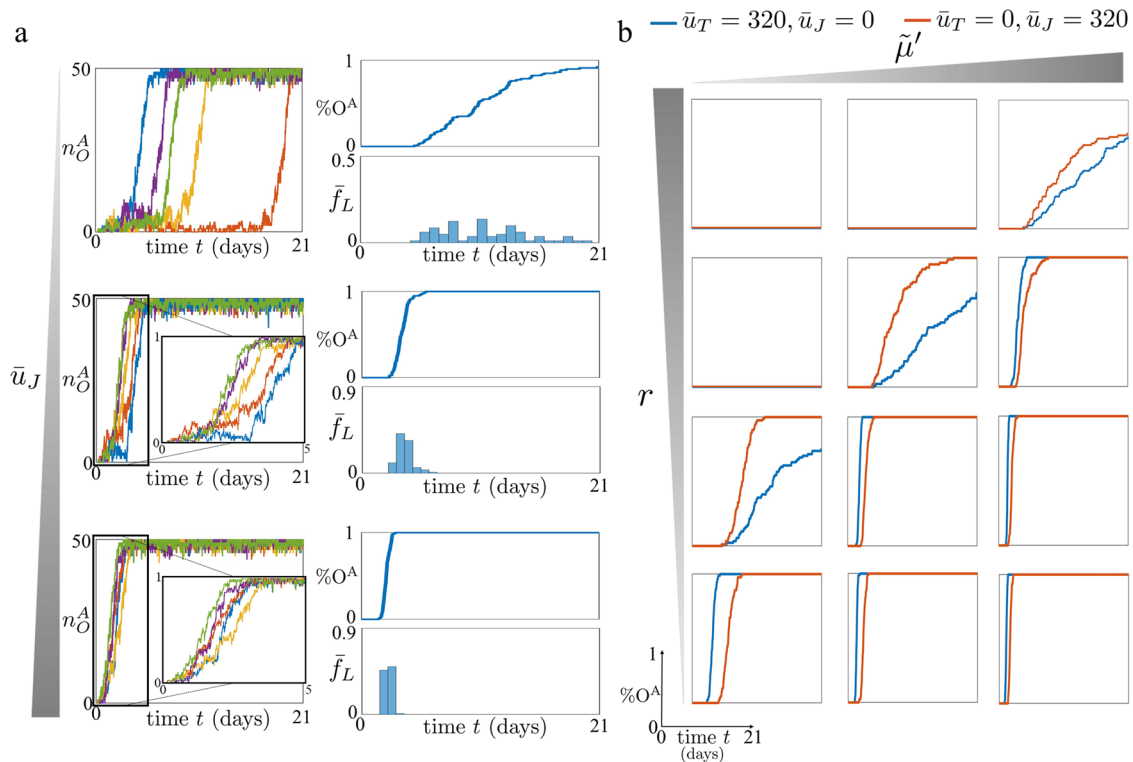 a
b
ū_T = 320, ū_J = 0
ū_T = 0, ū_J = 320
μ̃′
ū_J
r
50
n_O^A
0
0
time t (days)
21
1
%O^A
0
0.5
f̄_L
0
0
time t (days)
21
50
n_O^A
0
0
time t (days)
21
1
1
0
5
1
%O^A
0
0.9
f̄_L
0
0
time t (days)
21
50
n_O^A
0
0
time t (days)
21
1
1
0
5
1
%O^A
0
0.9
f̄_L
0
0
time t (days)
21
1
%O^A
0
0
time t
(days)
21